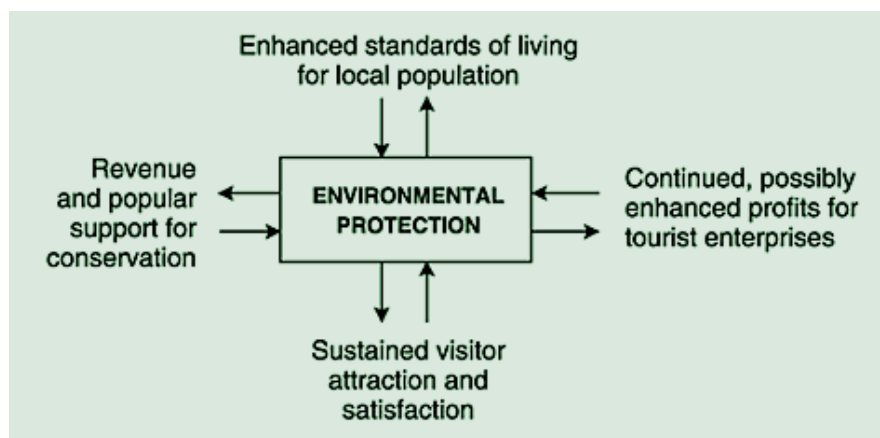 Enhanced standards of living
for local population
Revenue
and popular
support for
conservation
ENVIRONMENTAL
PROTECTION
Continued, possibly
enhanced profits for
tourist enterprises
Sustained visitor
attraction and
satisfaction